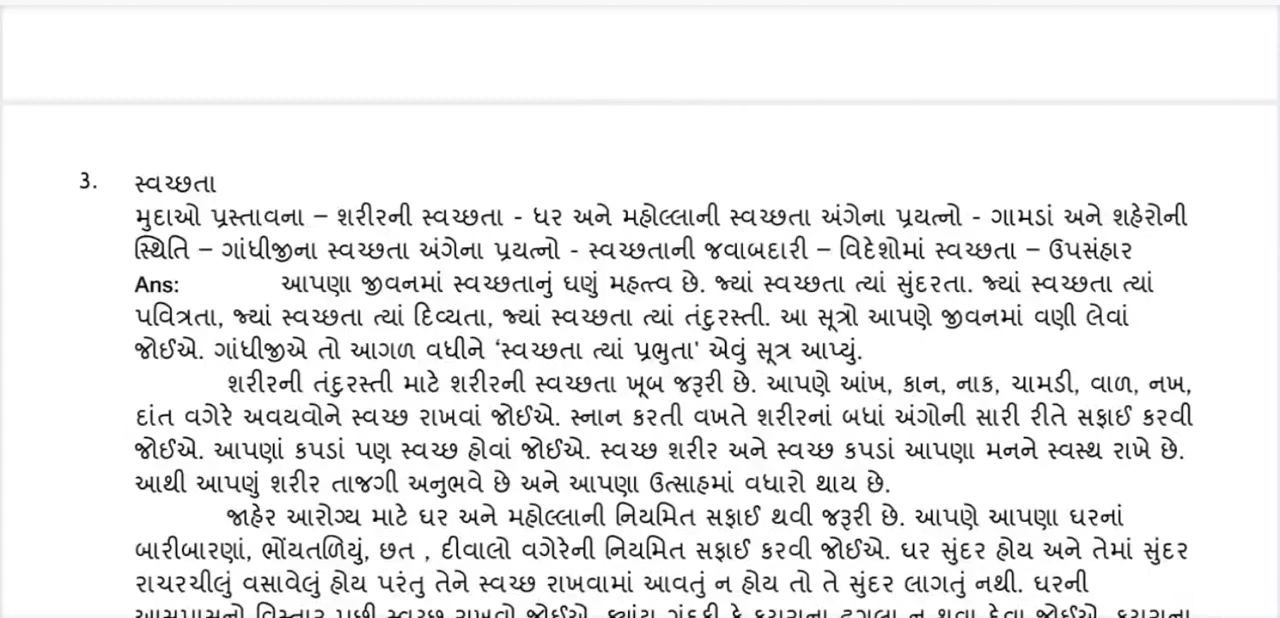 3. સ્વચ્છતા
મુદાઓ પ્રસ્તાવના – શરીરની સ્વચ્છતા - ઘર અને મહોલ્લાની સ્વચ્છતા અંગેના પ્રયત્નો - ગામડાં અને શહેરોની
સ્થિતિ – ગાંધીજીના સ્વચ્છતા અંગેના પ્રયત્નો - સ્વચ્છતાની જવાબદારી – વિદેશોમાં સ્વચ્છતા – ઉપસંહાર
Ans: આપણા જીવનમાં સ્વચ્છતાનું ઘણું મહત્ત્વ છે. જ્યાં સ્વચ્છતા ત્યાં સુંદરતા. જ્યાં સ્વચ્છતા ત્યાં
પવિત્રતા, જ્યાં સ્વચ્છતા ત્યાં દિવ્યતા, જ્યાં સ્વચ્છતા ત્યાં તંદુરસ્તી. આ સૂત્રો આપણે જીવનમાં વણી લેવાં
જોઈએ. ગાંધીજીએ તો આગળ વધીને ‘સ્વચ્છતા ત્યાં પ્રભુતા' એવું સૂત્ર આપ્યું.
શરીરની તંદુરસ્તી માટે શરીરની સ્વચ્છતા ખૂબ જરૂરી છે. આપણે આંખ, કાન, નાક, ચામડી, વાળ, નખ,
દાંત વગેરે અવયવોને સ્વચ્છ રાખવાં જોઈએ. સ્નાન કરતી વખતે શરીરનાં બધાં અંગોની સારી રીતે સફાઈ કરવી
જોઈએ. આપણાં કપડાં પણ સ્વચ્છ હોવાં જોઈએ. સ્વચ્છ શરીર અને સ્વચ્છ કપડાં આપણા મનને સ્વસ્થ રાખે છે.
આથી આપણું શરીર તાજગી અનુભવે છે અને આપણા ઉત્સાહમાં વધારો થાય છે.
જાહેર આરોગ્ય માટે ઘર અને મહોલ્લાની નિયમિત સફાઈ થવી જરૂરી છે. આપણે આપણા ઘરનાં
બારીબારણાં, ભોંયતળિયું, છત , દીવાલો વગેરેની નિયમિત સફાઈ કરવી જોઈએ. ઘર સુંદર હોય અને તેમાં સુંદર
રાચરચીલું વસાવેલું હોય પરંતુ તેને સ્વચ્છ રાખવામાં આવતું ન હોય તો તે સુંદર લાગતું નથી. ઘરની